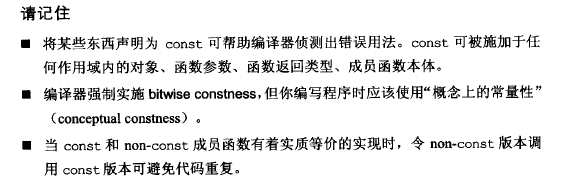 请记住
■ 将某些东西声明为 const 可帮助编译器侦测出错误用法。const 可被施加于任
何作用域内的对象、函数参数、函数返回类型、成员函数本体。
■ 编译器强制实施 bitwise constness,但你编写程序时应该使用“概念上的常量性”
（conceptual constness）。
■ 当 const 和 non-const 成员函数有着实质等价的实现时，令 non-const 版本调
用 const 版本可避免代码重复。